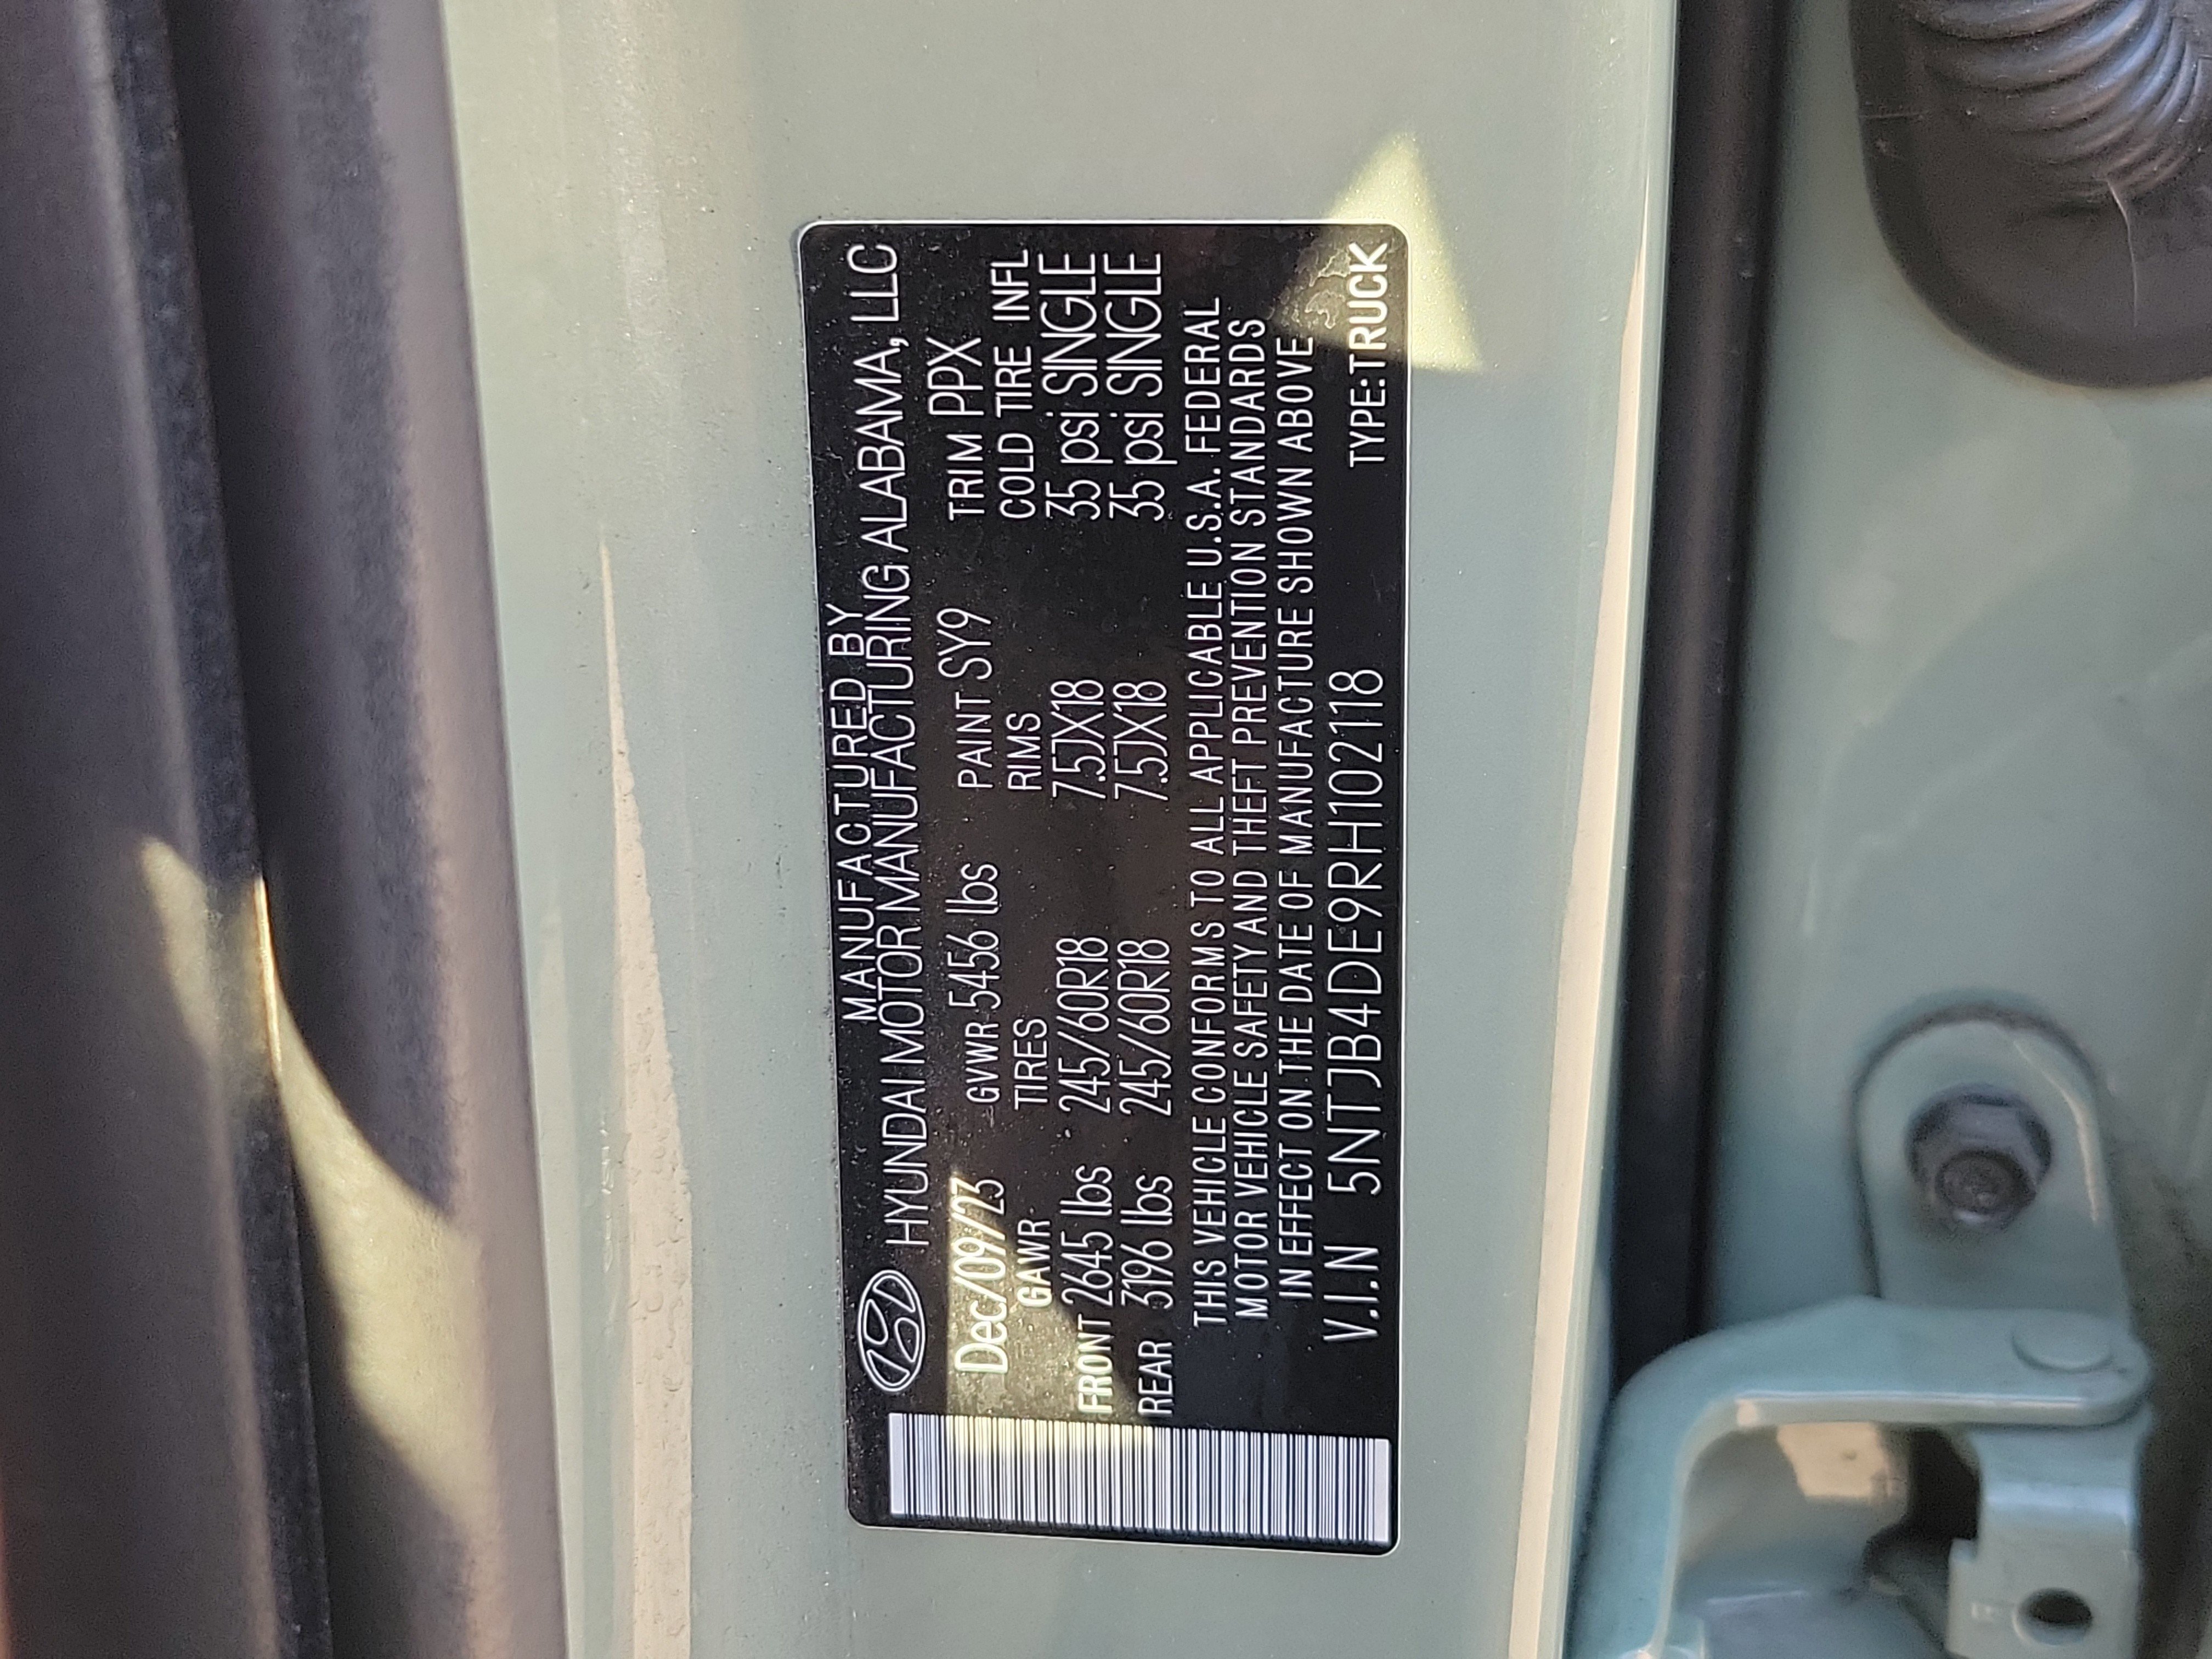 MANUFACTURED BY
HYUNDAI MOTOR MANUFACTURING ALABAMA, LLC
Dec/09/23 GVWR 5456 lbs PAINT SY9 TRIM PPX
GAWR TIRES RIMS COLD TIRE INFL
FRONT 2645 lbs 245/60R18 7.5JX18 35 psi SINGLE
REAR 3196 lbs 245/60R18 7.5JX18 35 psi SINGLE
THIS VEHICLE CONFORMS TO ALL APPLICABLE U.S.A. FEDERAL
MOTOR VEHICLE SAFETY AND THEFT PREVENTION STANDARDS
IN EFFECT ON THE DATE OF MANUFACTURE SHOWN ABOVE.
V.I.N 5NTJB4DE9RH102118 TYPE:TRUCK